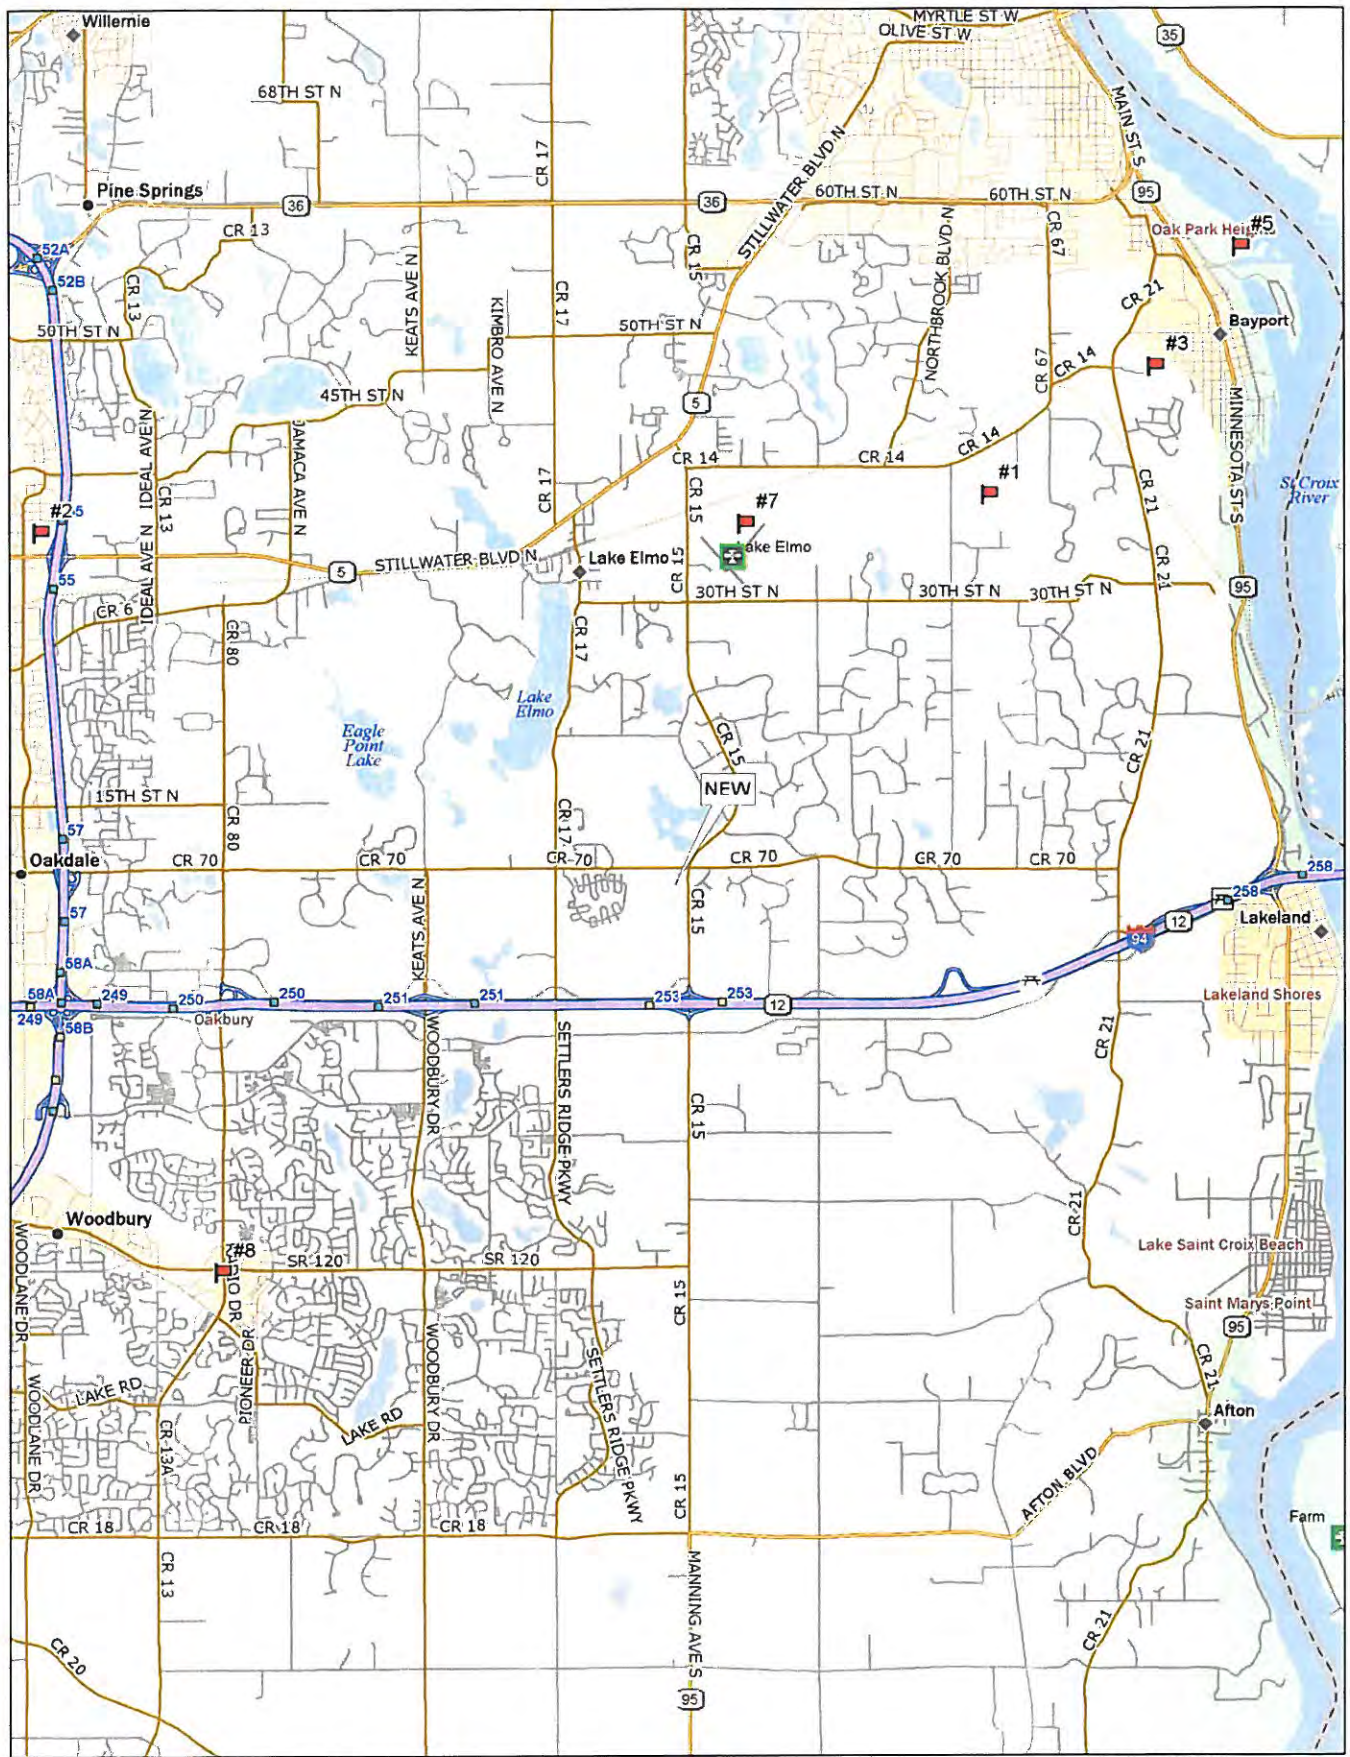 Willernie
MYRTLE ST W
OLIVE ST W
35
68TH ST N
MAIN ST S
CR 17
STILLWATER BLVD N
Pine Springs
36
36
60TH ST N
60TH ST N
95
CR 13
Oak Park Heig
#5
52A
52B
CR 13
KEATS AVE N
CR 15
NORTHBROOK BLVD N
CR 67
CR 21
KIMBRO AVE N
CR 17
50TH ST N
50TH ST N
Bayport
#3
CR 67
CR 14
45TH ST N
5
MINNESOTA ST S
IDEAL AVE N
JAMACA AVE N
CR 14
CR 14
CR 14
CR 17
#1
CR 21
St Croix
River
IDEAL AVE N
CR 13
CR 15
#7
#2
5
ake Elmo
STILLWATER BLVD N
Lake Elmo
5
CR 15
CR 21
55
30TH ST N
30TH ST N
30TH ST N
95
CR 6
CR 80
CR 17
Lake
Elmo
Eagle
Point
Lake
CR 15
CR 21
NEW
15TH ST N
CR 80
CR 17
57
Oakdale
CR 70
CR 70
CR 70
CR 70
CR 70
CR 70
258
57
KEATS AVE N
CR 15
258
12
Lakeland
94
58A
58A
249
250
250
251
251
253
253
12
Lakeland Shores
249
58B
Oakbury
WOODBURY DR
SETTLERS RIDGE PKWY
CR 21
CR 15
Woodbury
CR 21
WOODLANE DR
#8
SR 120
SR 120
Lake Saint Croix Beach
IO DR
CR 15
Saint Marys Point
95
PIONEER DR
WOODBURY DR
SETTLERS RIDGE PKWY
CR 21
WOODLANE DR
LAKE RD
LAKE RD
Afton
CR 13A
CR 15
AFTON BLVD
Farm
CR 18
CR 18
CR 18
CR 13
MANNING AVE S
CR 21
CR 20
95